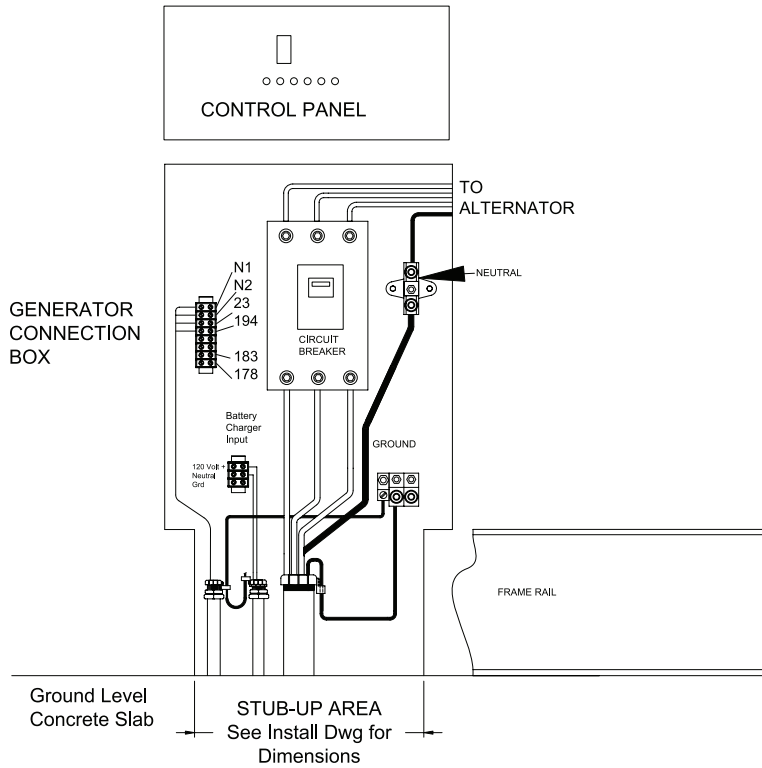 CONTROL PANEL
TO
ALTERNATOR
NEUTRAL
N1
N2
23
194
183
178
GENERATOR
CONNECTION
BOX
CIRCUIT
BREAKER
Battery
Charger
Input
GROUND
120 Volt +
Neutral
Grd
FRAME RAIL
Ground Level
Concrete Slab
STUB-UP AREA
See Install Dwg for
Dimensions